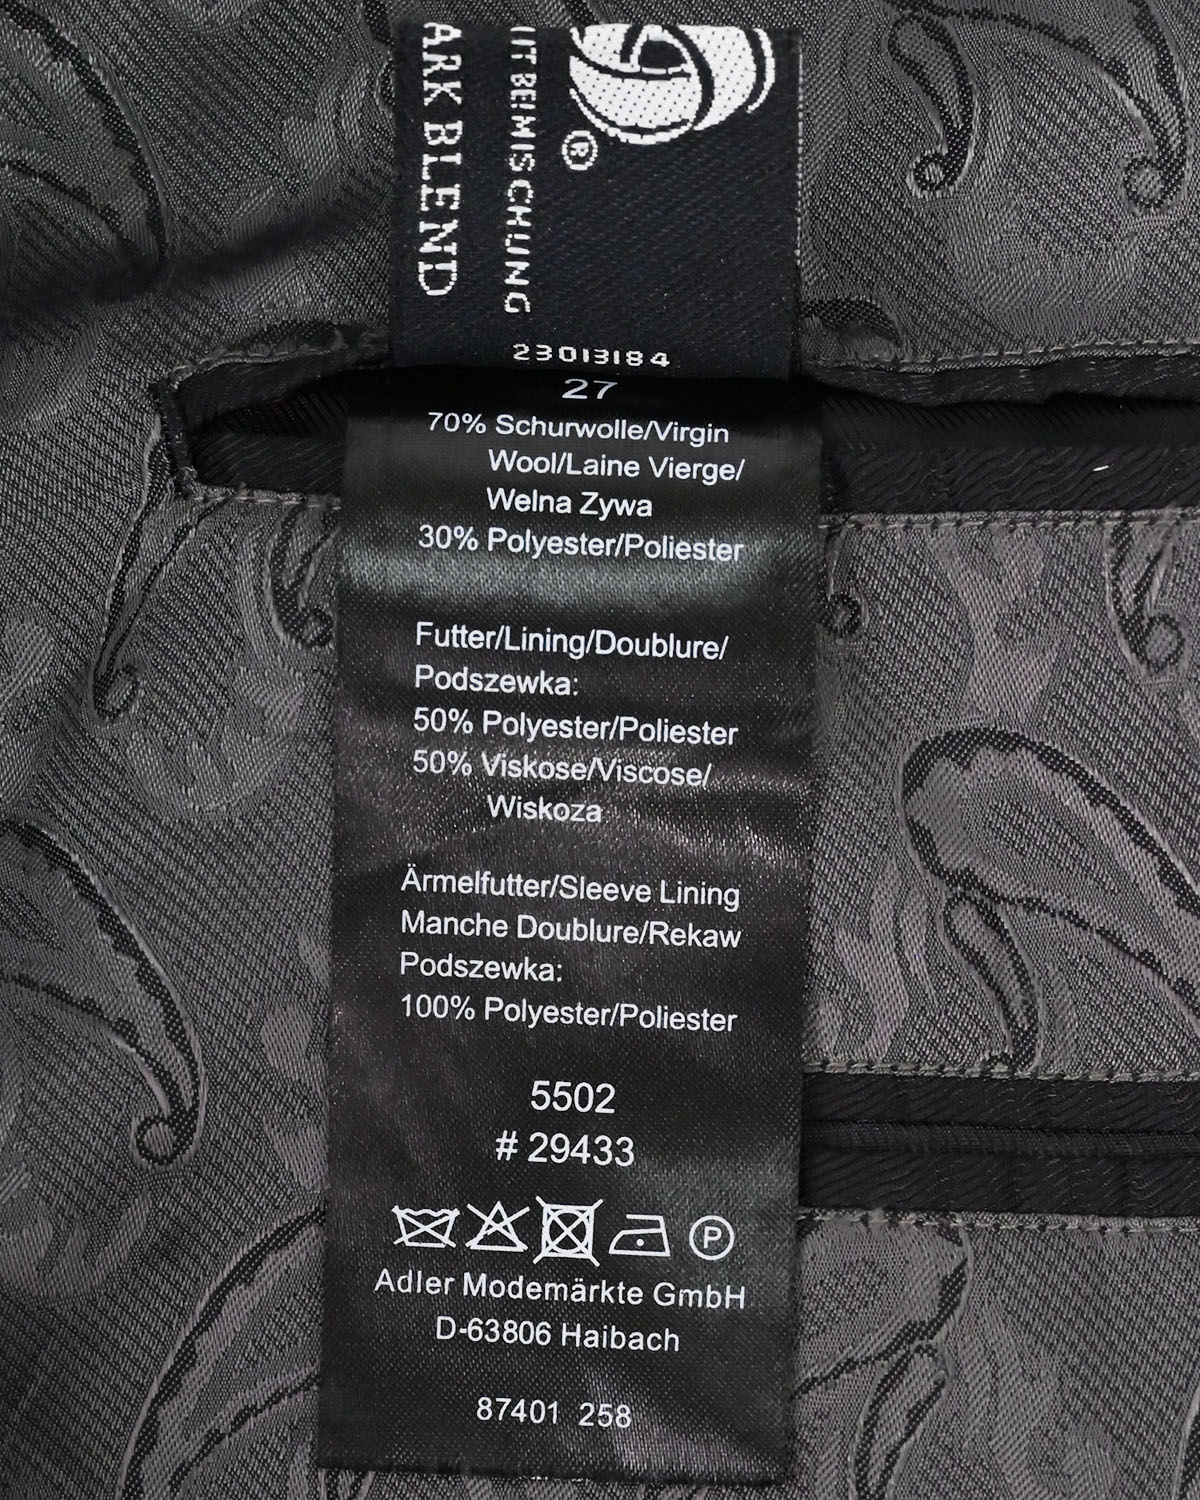 ARK BLEND
IT BEIMISCHUNG
®
23013184
27
70% Schurwolle/Virgin
Wool/Laine Vierge/
Welna Zywa
30% Polyester/Poliester
Futter/Lining/Doublure/
Podszewka:
50% Polyester/Poliester
50% Viskose/Viscose/
Wiskoza
Ärmelfutter/Sleeve Lining
Manche Doublure/Rekaw
Podszewka:
100% Polyester/Poliester
5502
# 29433
P
Adler Modemärkte GmbH
D-63806 Haibach
87401 258